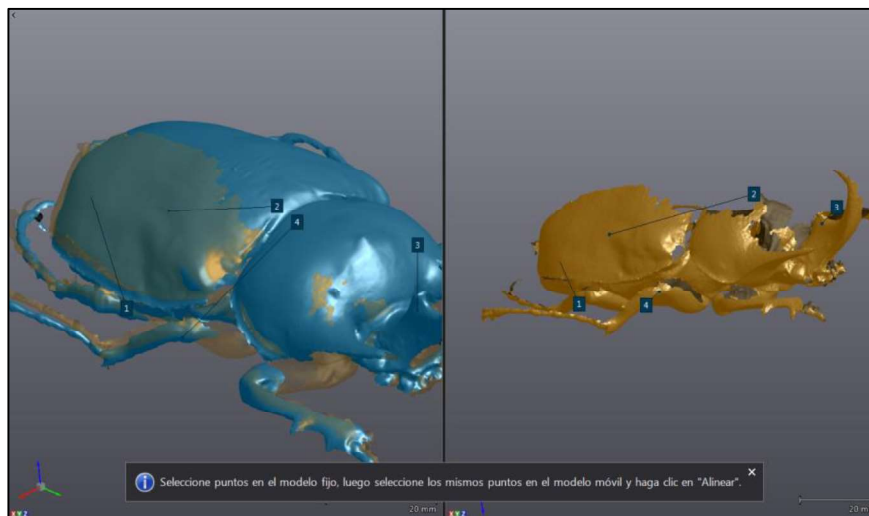 1
2
4
3
20 mm
X Y Z
2
3
1
4
20 m
X Y Z
Seleccione puntos en el modelo fijo, luego seleccione los mismos puntos en el modelo móvil y haga clic en "Alinear".